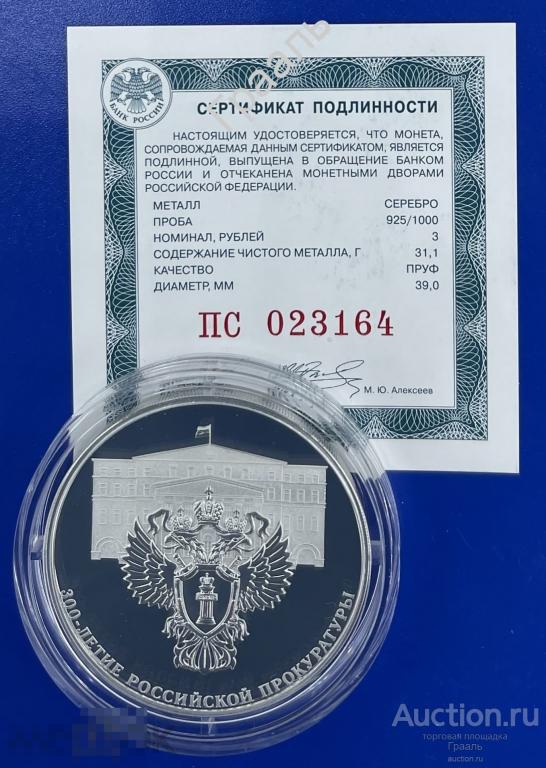 Грааль
БАНК РОССИИ
СЕРТИФИКАТ ПОДЛИННОСТИ
НАСТОЯЩИМ УДОСТОВЕРЯЕТСЯ, ЧТО МОНЕТА,
СОПРОВОЖДАЕМАЯ ДАННЫМ СЕРТИФИКАТОМ, ЯВЛЯЕТСЯ
ПОДЛИННОЙ, ВЫПУЩЕНА В ОБРАЩЕНИЕ БАНКОМ
РОССИИ И ОТЧЕКАНЕНА МОНЕТНЫМИ ДВОРАМИ
РОССИЙСКОЙ ФЕДЕРАЦИИ.
МЕТАЛЛ СЕРЕБРО
ПРОБА 925/1000
НОМИНАЛ, РУБЛЕЙ 3
СОДЕРЖАНИЕ ЧИСТОГО МЕТАЛЛА, Г 31,1
КАЧЕСТВО ПРУФ
ДИАМЕТР, ММ 39,0
ПС 023164
М. Ю. Алексеев
300-ЛЕТИЕ РОССИЙСКОЙ ПРОКУРАТУРЫ
Auction.ru
торговая площадка
Грааль
auction.ru